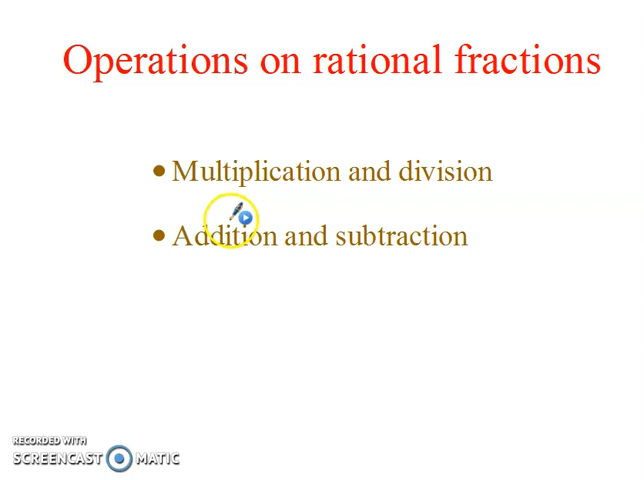 Operations on rational fractions
• Multiplication and division
• Addition and subtraction
RECORDED WITH
SCREENCAST MATIC